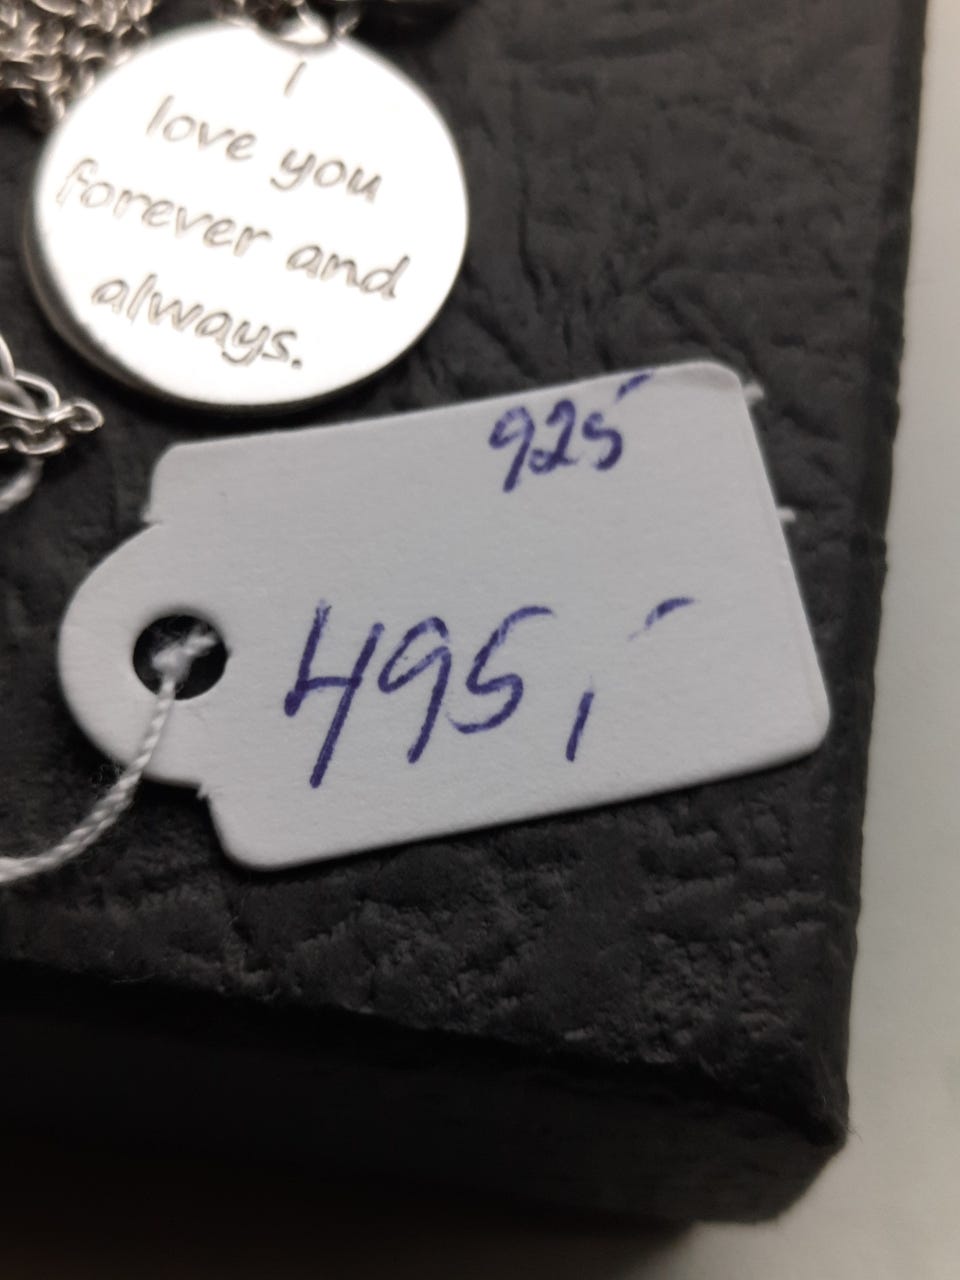 I
love you
forever and
always.
925
495,-